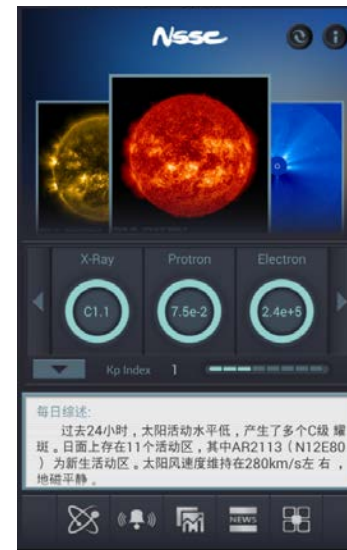 NSSC
X-Ray
Protron
Electron
C1.1
7.5e-2
2.4e+5
Kp Index 1
每日综述:
过去24小时，太阳活动水平低，产生了多个C级 耀
斑。日面上存在11个活动区，其中AR2113（N12E80
）为新生活动区。太阳风速度维持在280km/s左 右，
地磁平静。
NEWS